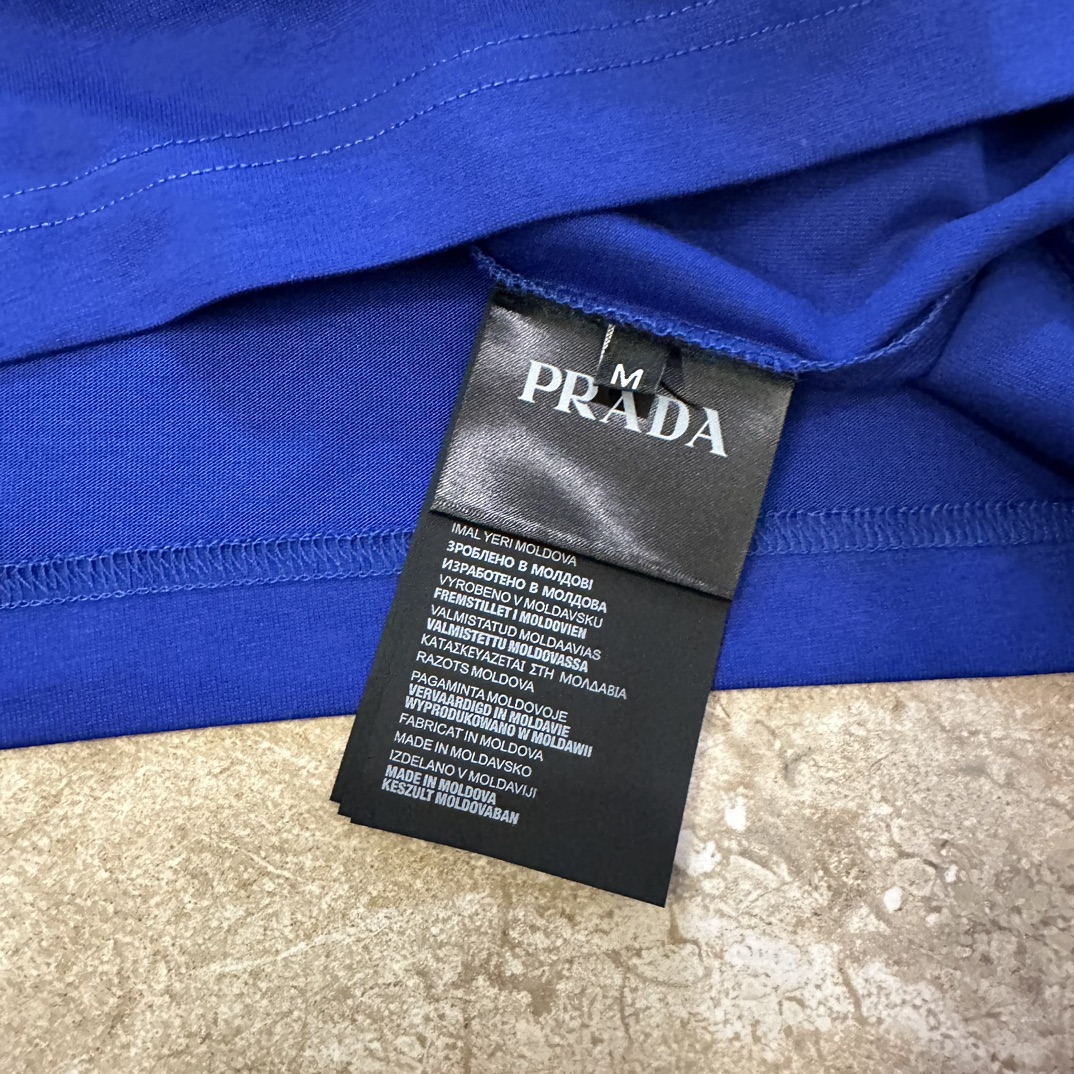 M
PRADA
IMAL YERI MOLDOVA
ЗРОБЛЕНО В МОЛДОВІ
ИЗРАБОТЕНО В МОЛДОВА
VYROBENO V MOLDAVSKU
FREMSTILLET I MOLDOVIEN
VALMISTATUD MOLDAAVIAS
VALMISTETTU MOLDOVASSA
ΚΑΤΑΣΚΕΥΑΖΕΤΑΙ ΣΤΗ ΜΟΛΔΑΒΙΑ
RAZOTS MOLDOVA
PAGAMINTA MOLDOVOJE
VERVAARDIGD IN MOLDAVIE
WYPRODUKOWANO W MOLDAWII
FABRICAT IN MOLDOVA
MADE IN MOLDAVSKO
IZDELANO V MOLDAVIJI
MADE IN MOLDOVA
KESZULT MOLDOVABAN